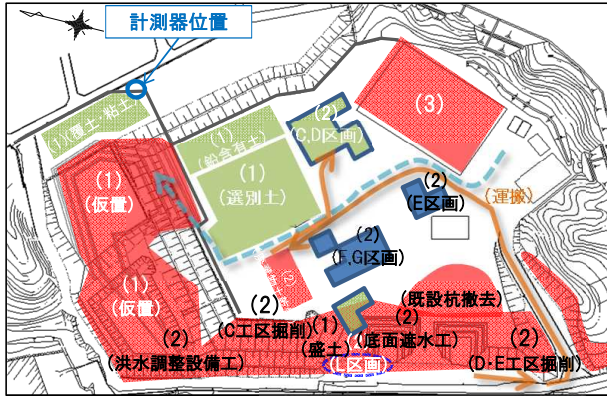 計測器位置
(1)(覆土・粘土)
(1)
(鉛含有土)
(2)
(C,D区画)
(3)
(1)
(選別土)
(1)
(仮置)
(2)
(E区画)
(運搬)
(2)
(F,G区画)
(1)
(仮置)
(2)
(2)
(C工区掘削)
(既設杭撤去)
(1)
(盛土)
(2)
(底面遮水工)
(2)
(洪水調整設備工)
(2)
(D・E工区掘削)
(L区画)